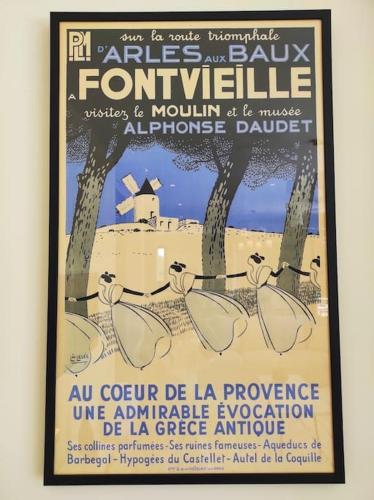 PLM
sur la route triomphale
D'ARLES AUX BAUX
A FONTVIEILLE
visitez le MOULIN et le musée
ALPHONSE DAUDET
AU COEUR DE LA PROVENCE
UNE ADMIRABLE ÉVOCATION
DE LA GRÈCE ANTIQUE
Ses collines parfumées - Ses ruines fameuses - Aqueducs de
Barbegal - Hypogées du Castellet - Autel de la Coquille